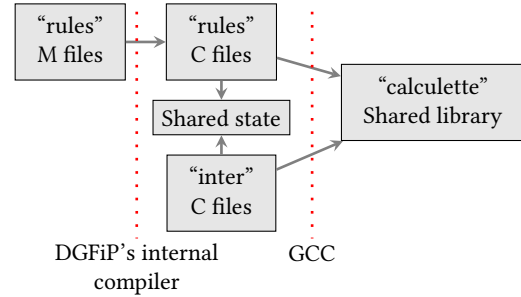 “rules”
M files
“rules”
C files
“calculette”
Shared library
Shared state
“inter”
C files
DGFiP’s internal
compiler
GCC